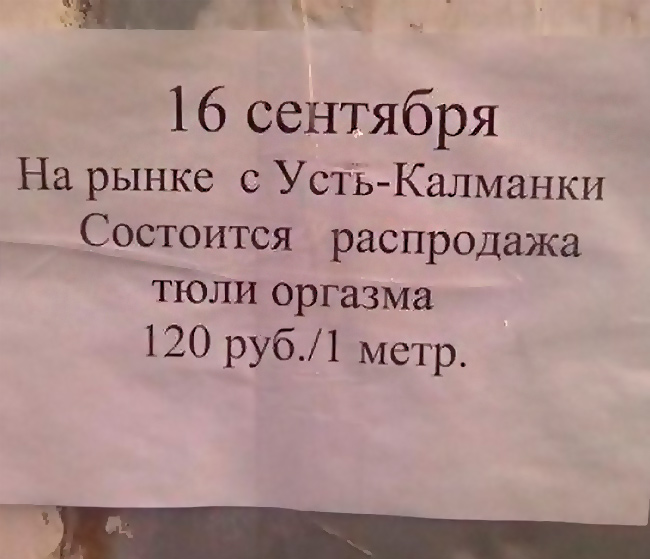 16 сентября
На рынке с Усть-Калманки
Состоится распродажа
тюли оргазма
120 руб./1 метр.